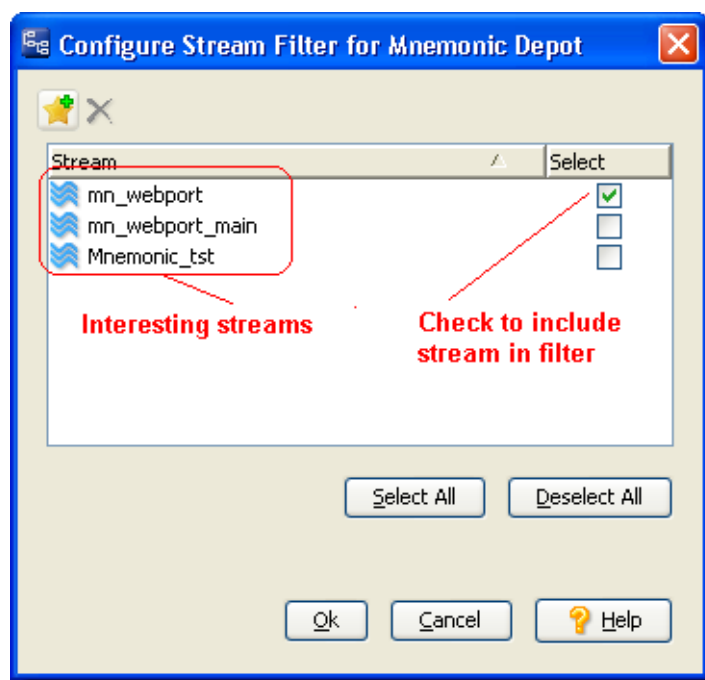 Configure Stream Filter for Mnemonic Depot
Stream Select
mn_webport
mn_webport_main
Mnemonic_tst
Interesting streams
Check to include
stream in filter
Select All Deselect All
Ok Cancel Help